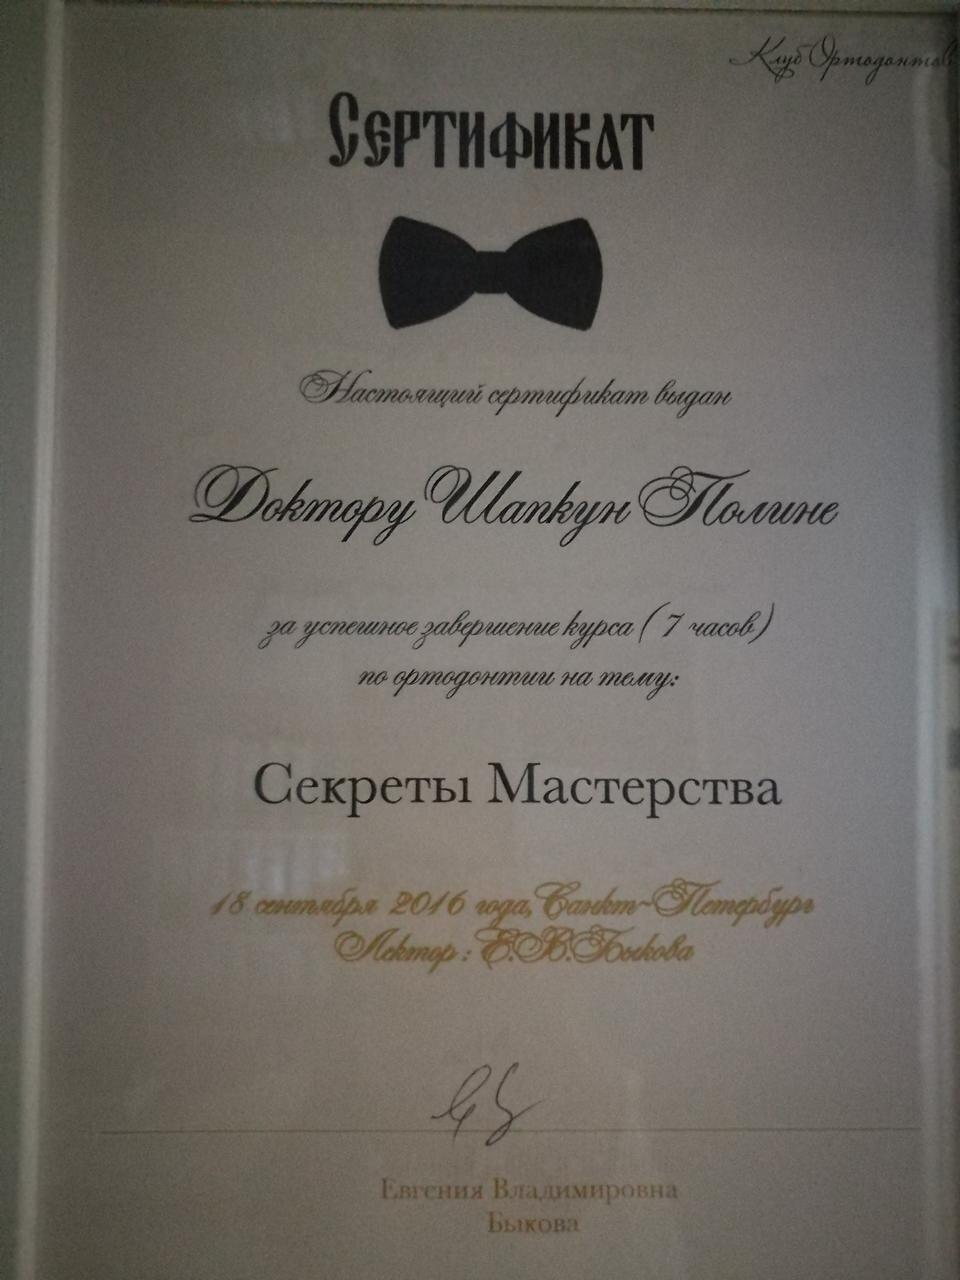 Клуб Ортодонтов
Сертификат
Настоящий сертификат выдан
Доктору Шапкун Полине
за успешное завершение курса ( 7 часов)
по ортодонтии на тему:
Секреты Мастерства
18 сентября 2016 года, Санкт-Петербург
Лектор : Е.В.Быкова
Евгения Владимировна
Быкова